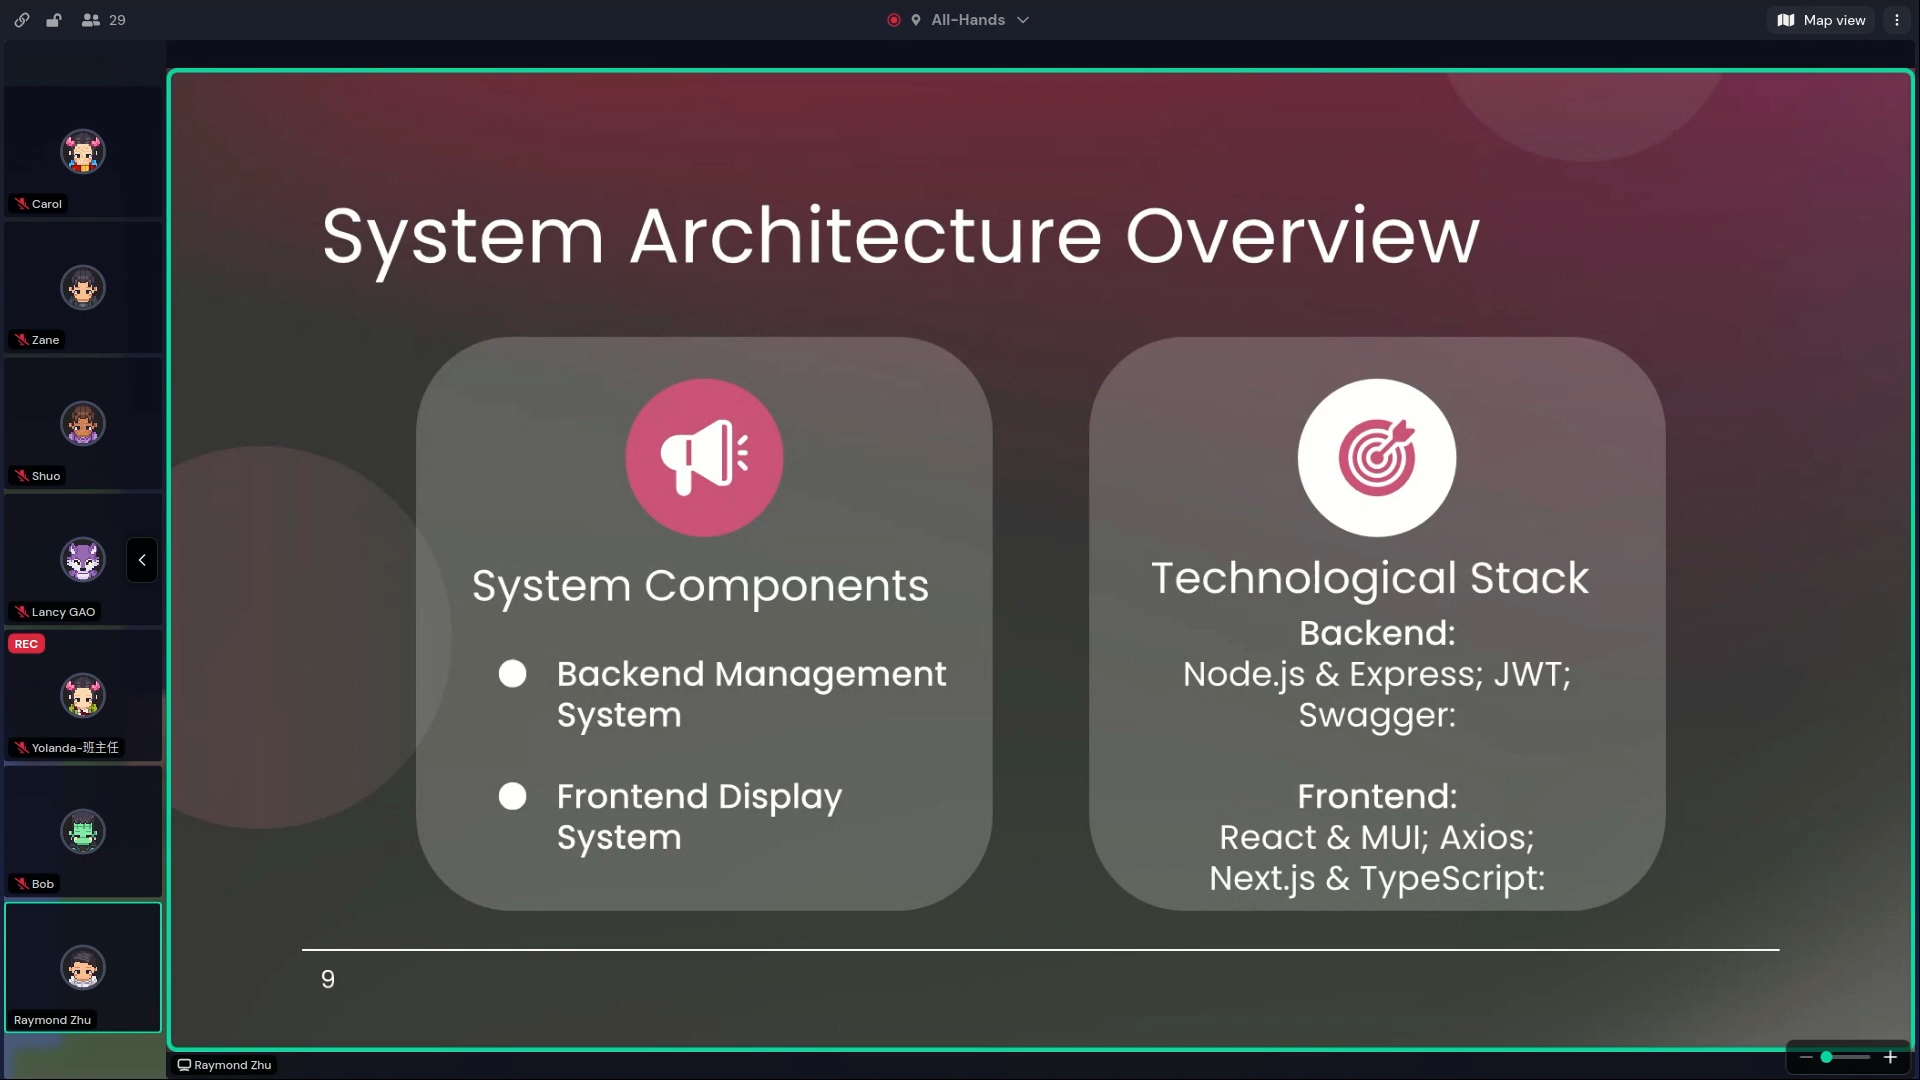 29
All-Hands
Map view
Carol
Zane
Shuo
Lancy GAO
REC
Yolanda-班主任
Bob
Raymond Zhu
System Architecture Overview
System Components
Backend Management
System
Frontend Display
System
Technological Stack
Backend:
Node.js & Express; JWT;
Swagger:
Frontend:
React & MUI; Axios;
Next.js & TypeScript:
9
Raymond Zhu